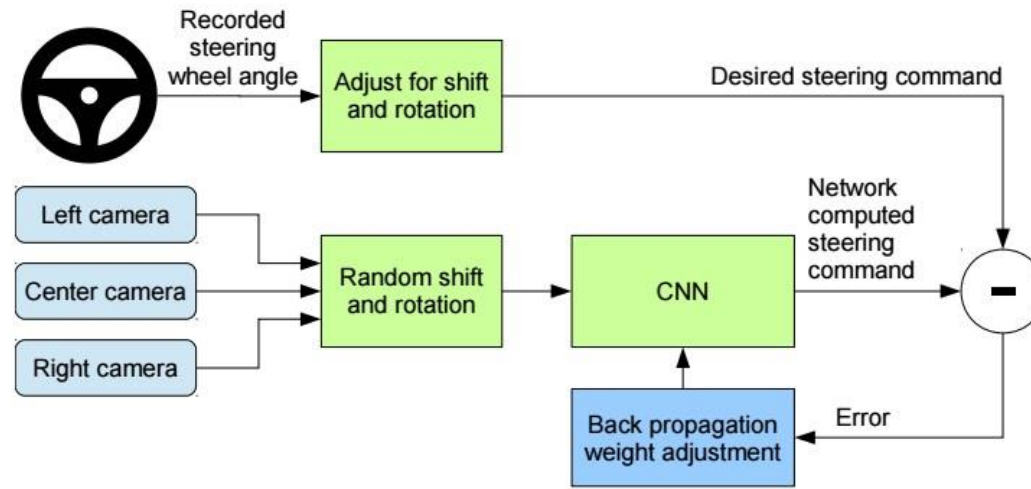 Recorded
steering
wheel angle
Adjust for shift
and rotation
Desired steering command
Left camera
Center camera
Right camera
Random shift
and rotation
CNN
Network
computed
steering
command
-
Back propagation
weight adjustment
Error